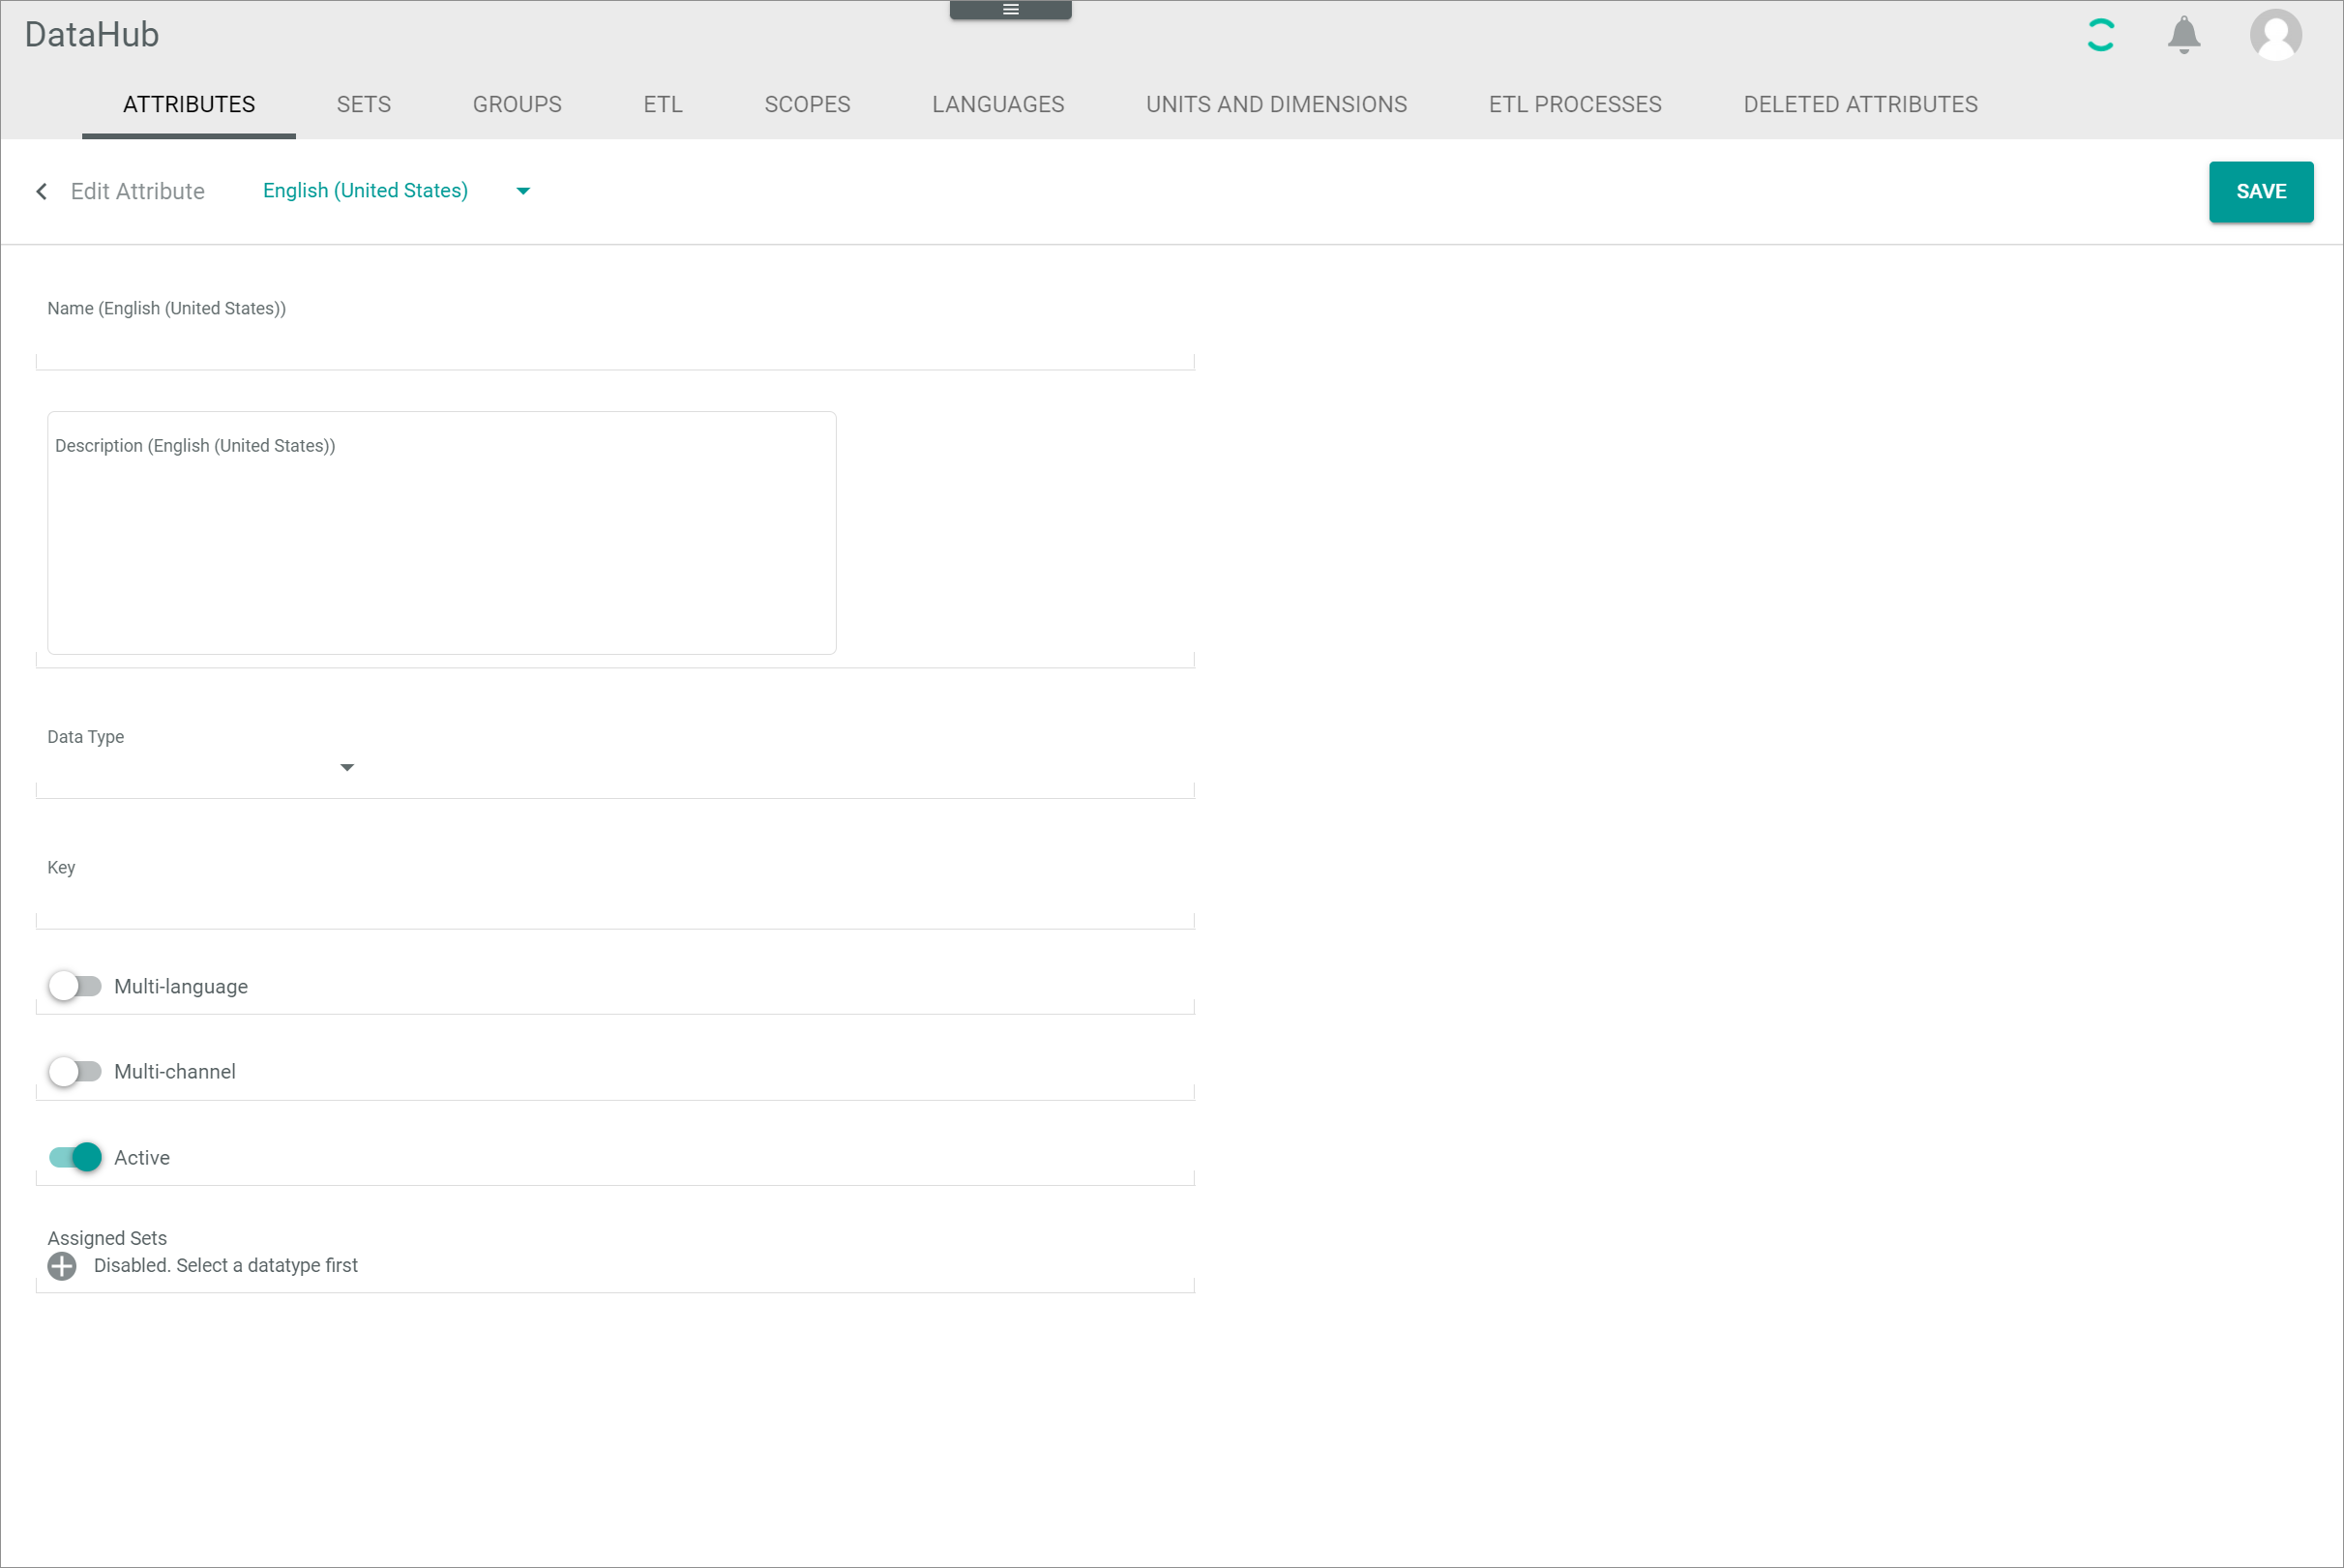 DataHub
ATTRIBUTES SETS GROUPS ETL SCOPES LANGUAGES UNITS AND DIMENSIONS ETL PROCESSES DELETED ATTRIBUTES
Edit Attribute English (United States) SAVE
Name (English (United States))
Description (English (United States))
Data Type
Key
Multi-language
Multi-channel
Active
Assigned Sets
Disabled. Select a datatype first